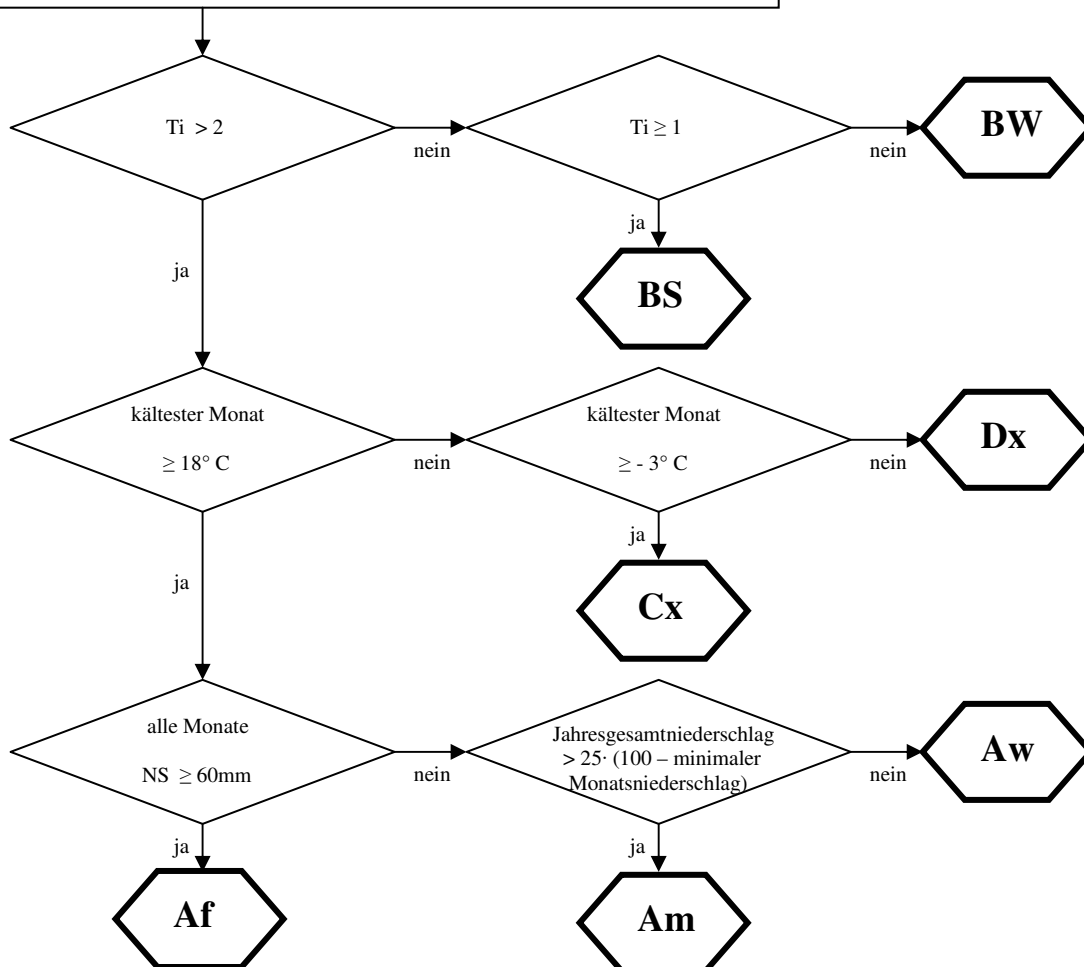 Ti > 2
nein
Ti ≥ 1
nein
BW
ja
ja
BS
kältester Monat
≥ 18° C
nein
kältester Monat
≥ - 3° C
nein
Dx
ja
ja
Cx
alle Monate
NS ≥ 60mm
nein
Jahresgesamtniederschlag
> 25· (100 – minimaler
Monatsniederschlag)
nein
Aw
ja
ja
Af
Am